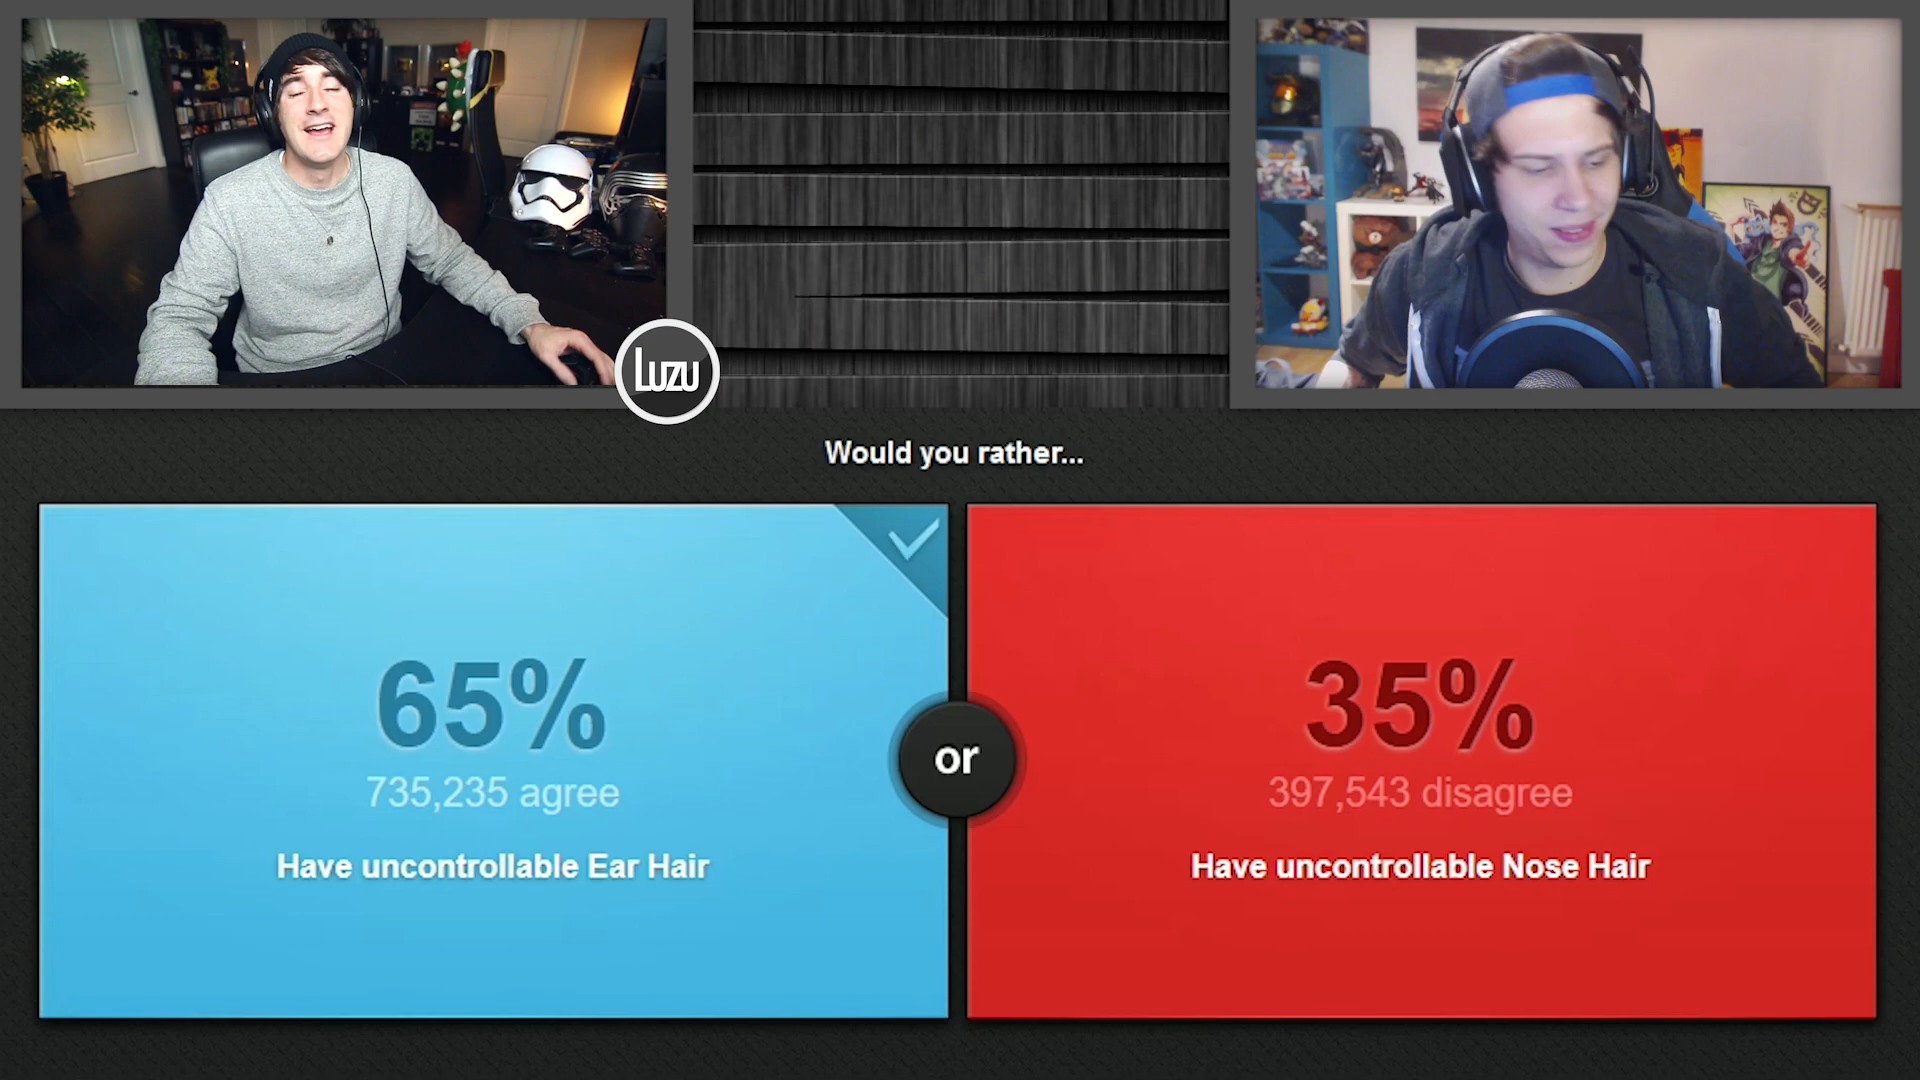 Luzu
Would you rather...
65%
735,235 agree
Have uncontrollable Ear Hair
or
35%
397,543 disagree
Have uncontrollable Nose Hair